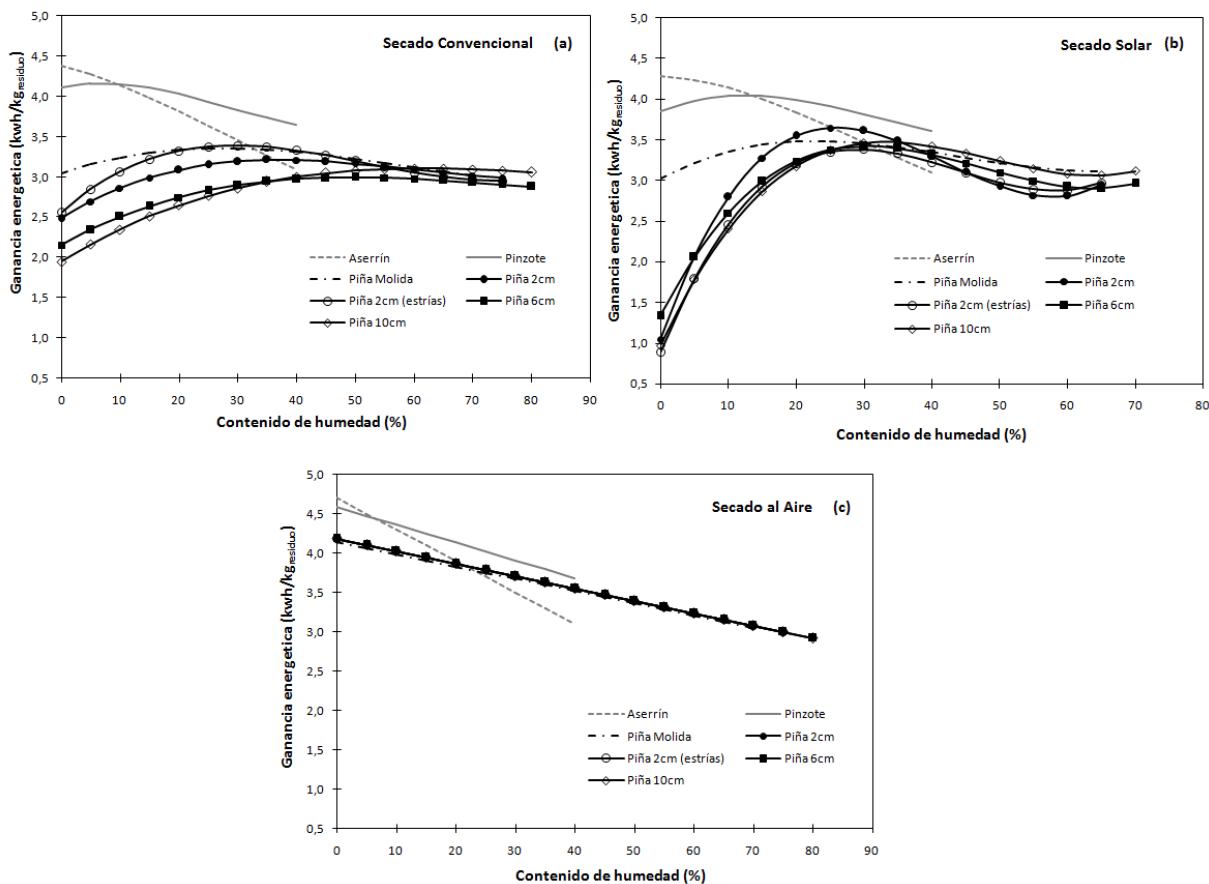 Secado Convencional (a)
Ganancia energetica (kwh/kgresiduo)
5,0
4,5
4,0
3,5
3,0
2,5
2,0
1,5
1,0
0,5
Aserrín
Pinzote
Piña Molida
Piña 2cm
Piña 2cm (estrías)
Piña 6cm
Piña 10cm
0 10 20 30 40 50 60 70 80 90
Contenido de humedad (%)
Secado Solar (b)
Ganancia energetica (kwh/kgresiduo)
5,0
4,5
4,0
3,5
3,0
2,5
2,0
1,5
1,0
0,5
Aserrín
Pinzote
Piña Molida
Piña 2cm
Piña 2cm (estrías)
Piña 6cm
Piña 10cm
0 10 20 30 40 50 60 70 80
Contenido de humedad (%)
Secado al Aire (c)
Ganancia energetica (kwh/kgresiduo)
5,0
4,5
4,0
3,5
3,0
2,5
2,0
1,5
1,0
0,5
Aserrín
Pinzote
Piña Molida
Piña 2cm
Piña 2cm (estrías)
Piña 6cm
Piña 10cm
0 10 20 30 40 50 60 70 80 90
Contenido de humedad (%)